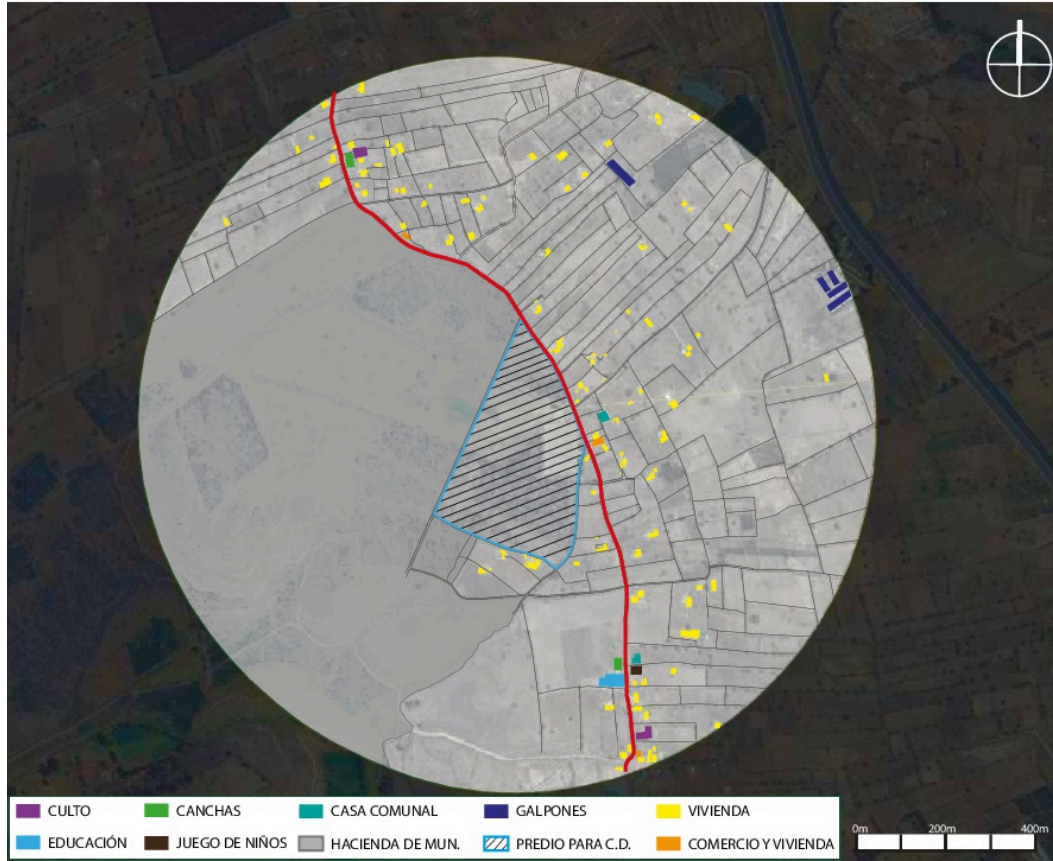 CULTO CANCHAS CASA COMUNAL GALPONES VIVIENDA
EDUCACIÓN JUEGO DE NIÑOS HACIENDA DE MUN. PREDIO PARA C.D. COMERCIO Y VIVIENDA
0m 200m 400m